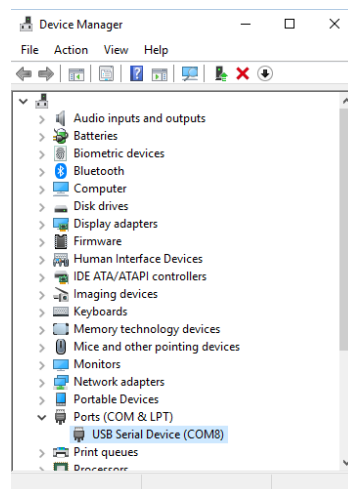 Device Manager
File Action View Help
Audio inputs and outputs
Batteries
Biometric devices
Bluetooth
Computer
Disk drives
Display adapters
Firmware
Human Interface Devices
IDE ATA/ATAPI controllers
Imaging devices
Keyboards
Memory technology devices
Mice and other pointing devices
Monitors
Network adapters
Portable Devices
Ports (COM & LPT)
USB Serial Device (COM8)
Print queues
Processors